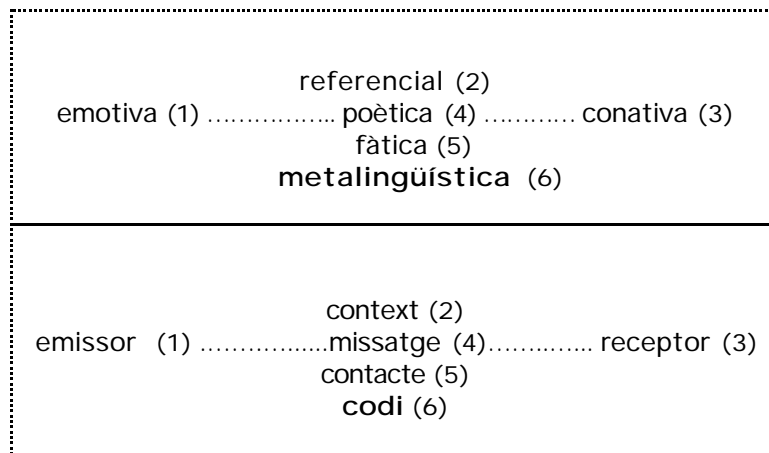 referencial (2)
emotiva (1) …………….. poètica (4) ………… conativa (3)
fàtica (5)
metalingüística (6)
context (2)
emissor (1) ………….....missatge (4)……..….. receptor (3)
contacte (5)
codi (6)